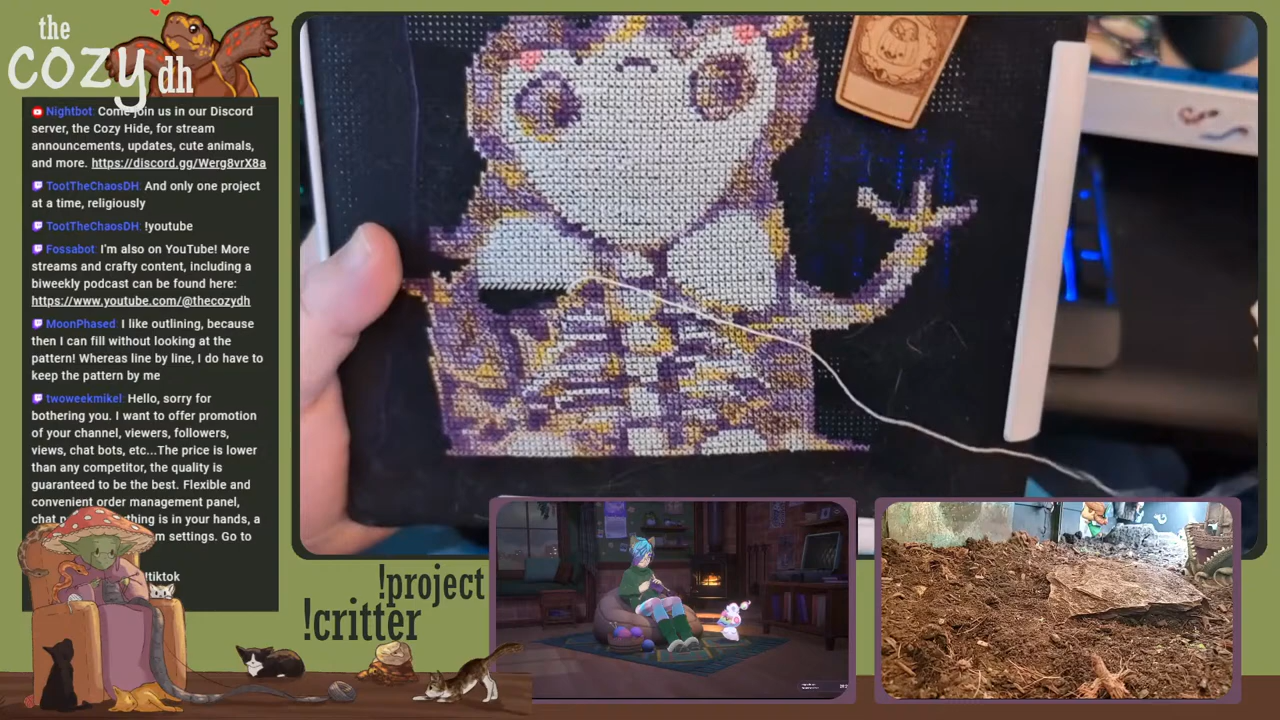 the
cozy dh
Nightbot: Come join us in our Discord
server, the Cozy Hide, for stream
announcements, updates, cute animals,
and more. https://discord.gg/Werg8vrX8a
TootTheChaosDH: And only one project
at a time, religiously
TootTheChaosDH: !youtube
Fossabot: I'm also on YouTube! More
streams and crafty content, including a
biweekly podcast can be found here:
https://www.youtube.com/@thecozydh
MoonPhased: I like outlining, because
then I can fill without looking at the
pattern! Whereas line by line, I do have to
keep the pattern by me
twoweekmikel: Hello, sorry for
bothering you. I want to offer promotion
of your channel, viewers, followers,
views, chat bots, etc...The price is lower
than any competitor, the quality is
guaranteed to be the best. Flexible and
convenient order management panel,
chat thing is in your hands, a
settings. Go to
!tiktok
!project
!critter